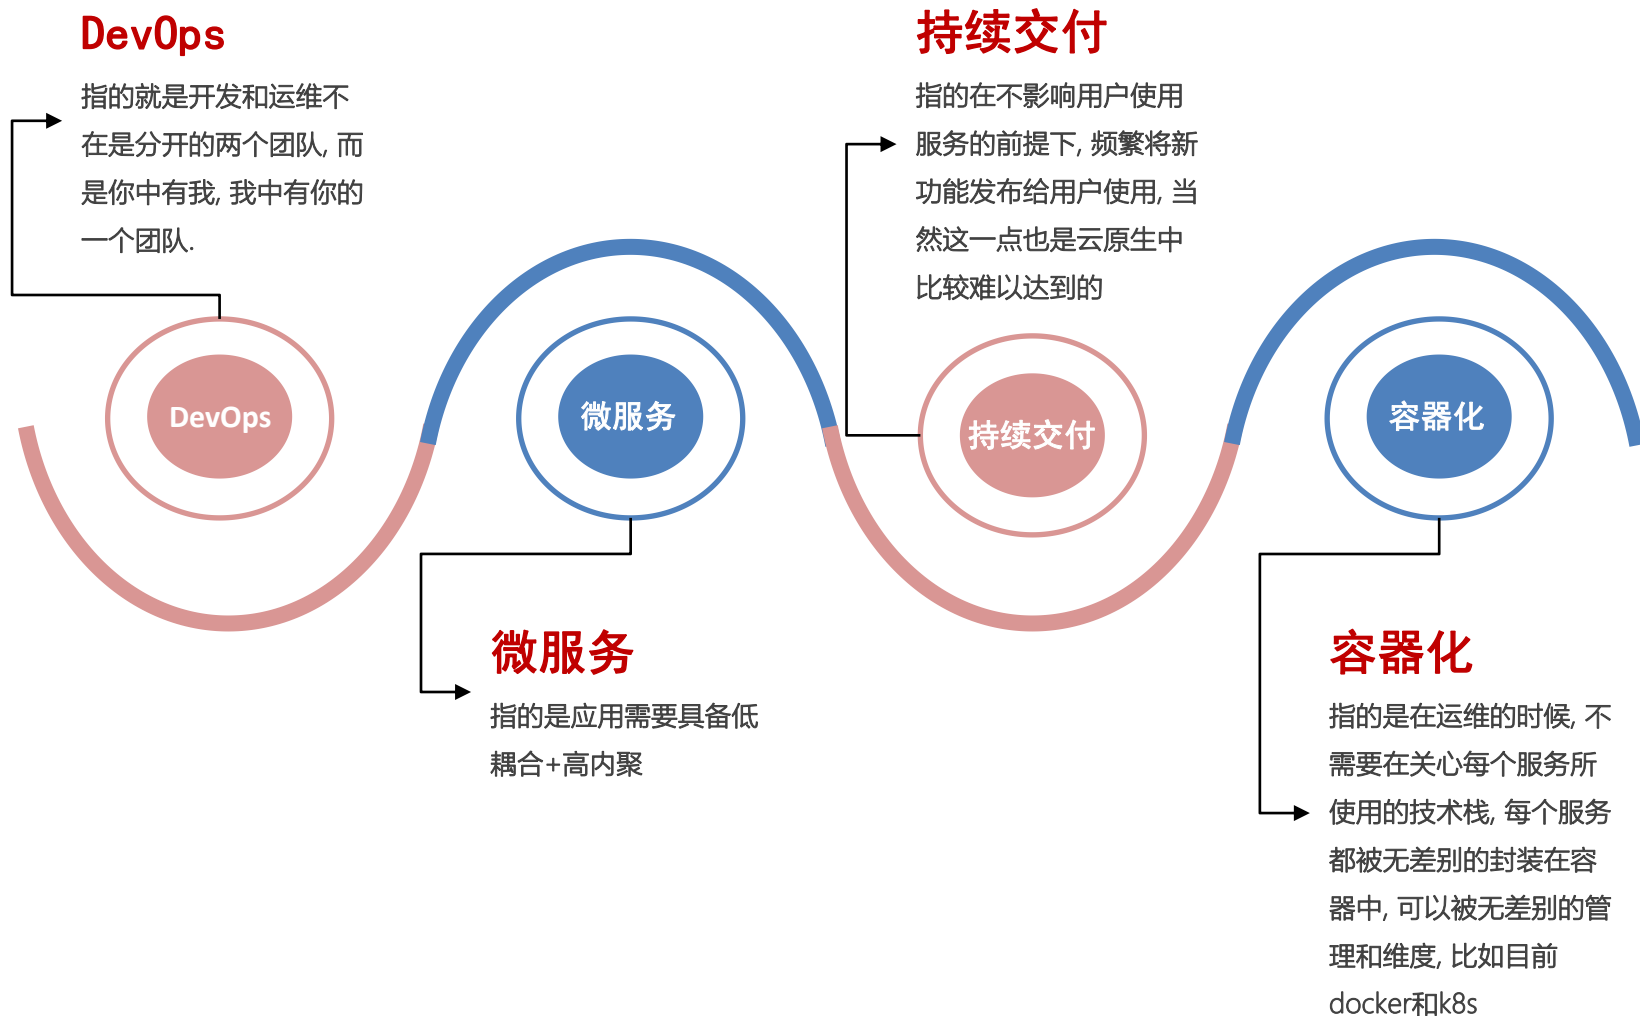 DevOps
指的就是开发和运维不
在是分开的两个团队, 而
是你中有我, 我中有你的
一个团队.
持续交付
指的在不影响用户使用
服务的前提下, 频繁将新
功能发布给用户使用, 当
然这一点也是云原生中
比较难以达到的
DevOps
微服务
持续交付
容器化
微服务
指的是应用需要具备低
耦合+高内聚
容器化
指的是在运维的时候, 不
需要在关心每个服务所
使用的技术栈, 每个服务
都被无差别的封装在容
器中, 可以被无差别的管
理和维度, 比如目前
docker和k8s